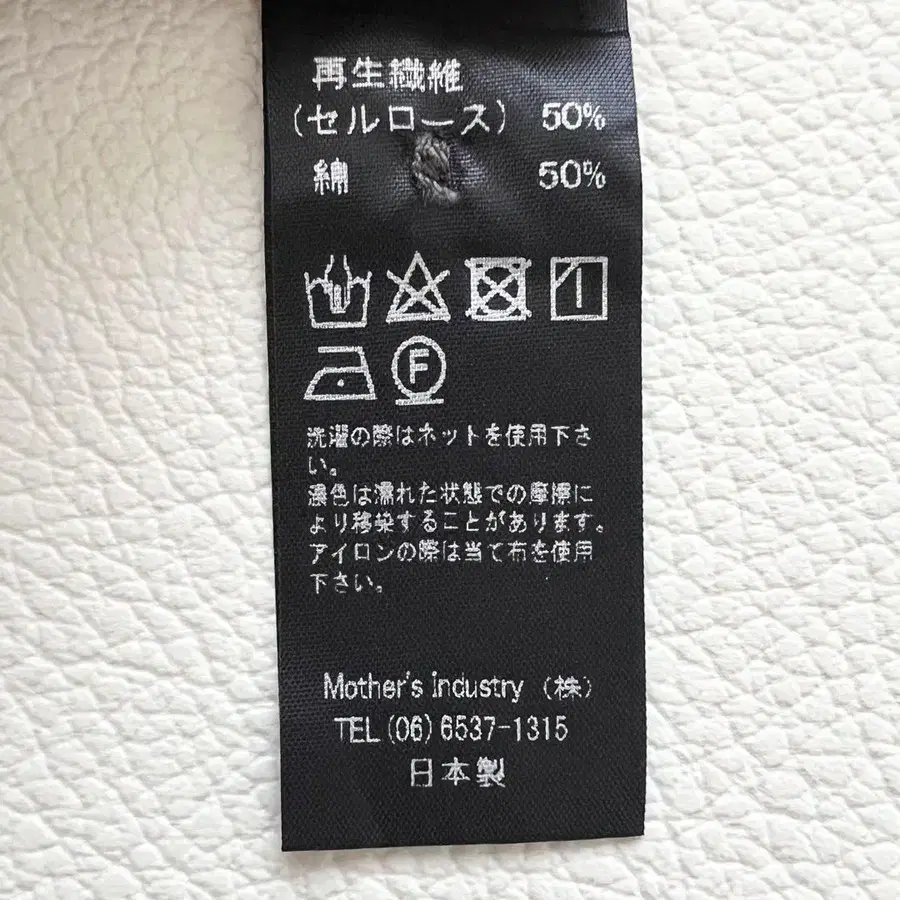 再生繊維
(セルロース) 50%
綿 50%
F
洗濯の際はネットを使用下さ
い。
濃色は濡れた状態での摩擦に
より移染することがあります。
アイロンの際は当て布を使用
下さい。
Mother's Industry (株)
TEL(06)6537-1315
日本製